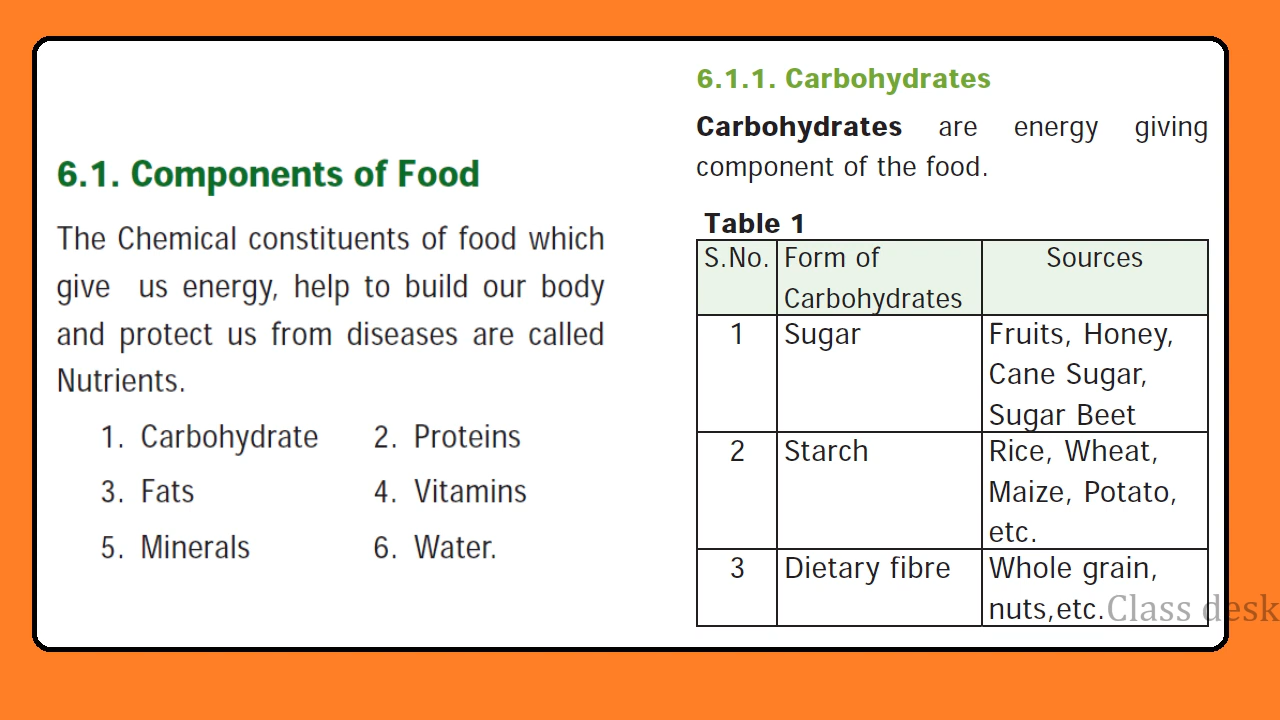 6.1. Components of Food
The Chemical constituents of food which
give us energy, help to build our body
and protect us from diseases are called
Nutrients.
1. Carbohydrate 2. Proteins
3. Fats 4. Vitamins
5. Minerals 6. Water.
6.1.1. Carbohydrates
Carbohydrates are energy giving
component of the food.
Table 1
S.No. Form of Carbohydrates Sources
1 Sugar Fruits, Honey,
Cane Sugar,
Sugar Beet
2 Starch Rice, Wheat,
Maize, Potato,
etc.
3 Dietary fibre Whole grain,
nuts,etc.
Class desk